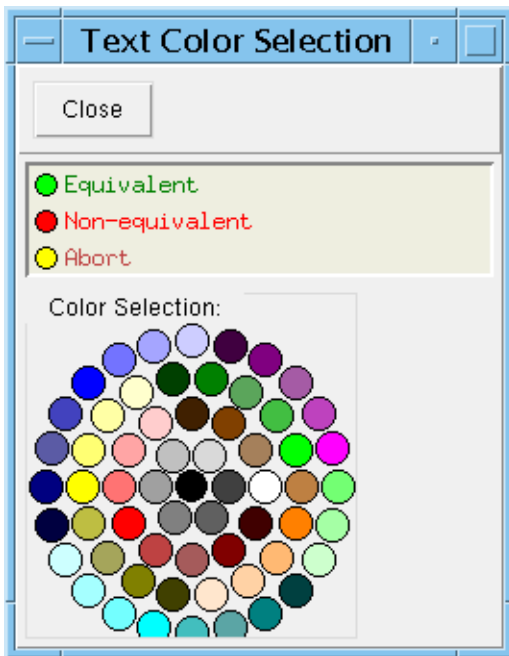 Text Color Selection
Close
Equivalent
Non-equivalent
Abort
Color Selection: